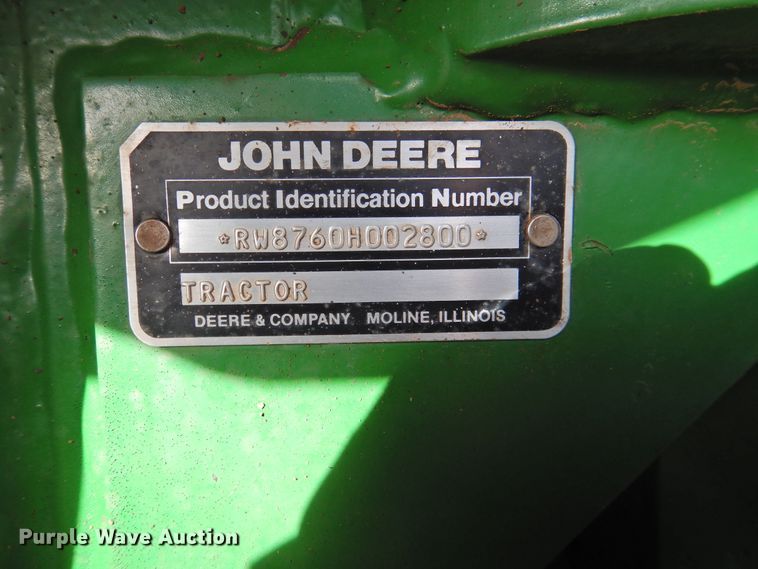 JOHN DEERE
Product Identification Number
*RW8760H002800*
TRACTOR
DEERE & COMPANY MOLINE, ILLINOIS
Purple Wave Auction